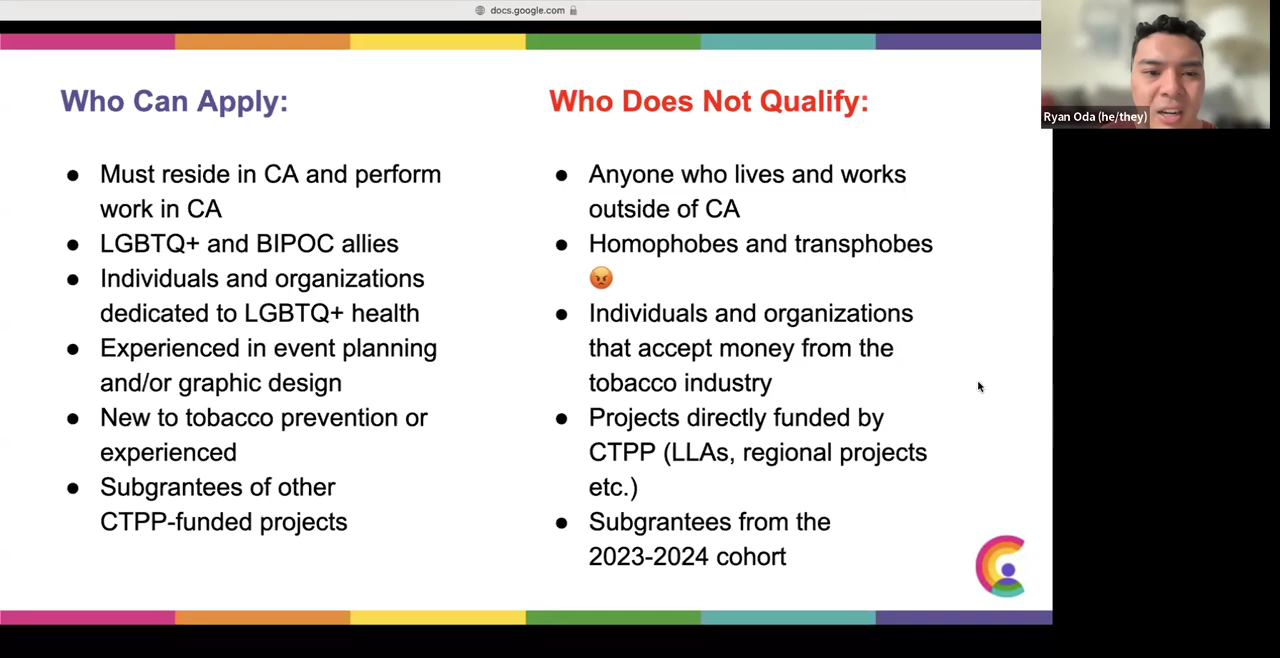 docs.google.com
Who Can Apply:
● Must reside in CA and perform
work in CA
● LGBTQ+ and BIPOC allies
● Individuals and organizations
dedicated to LGBTQ+ health
● Experienced in event planning
and/or graphic design
● New to tobacco prevention or
experienced
● Subgrantees of other
CTPP-funded projects
Who Does Not Qualify:
● Anyone who lives and works
outside of CA
● Homophobes and transphobes
😡
● Individuals and organizations
that accept money from the
tobacco industry
● Projects directly funded by
CTPP (LLAs, regional projects
etc.)
● Subgrantees from the
2023-2024 cohort
Ryan Oda (he/they)